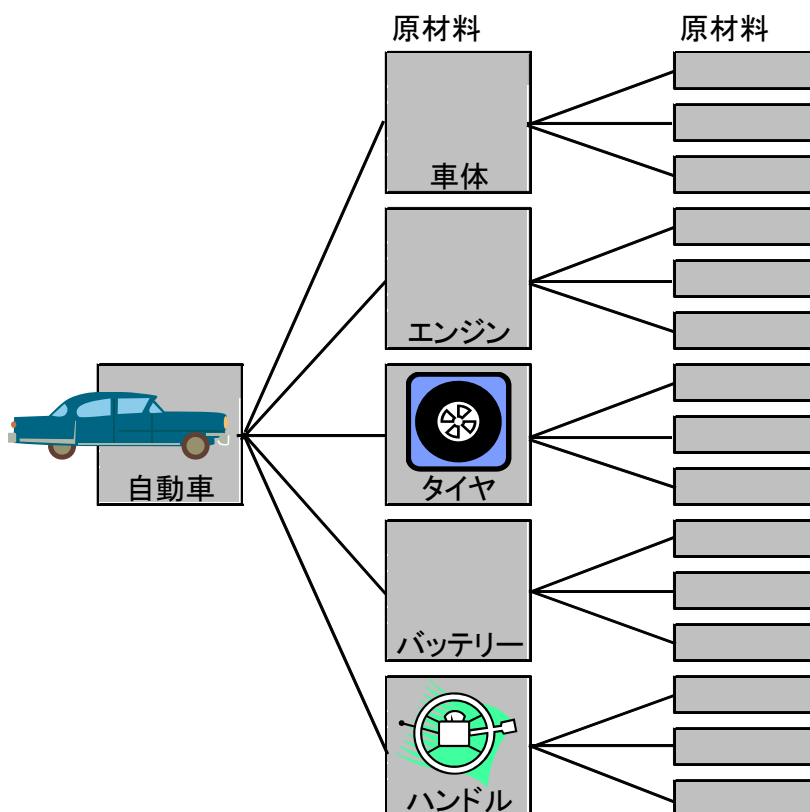 原材料
原材料
車体
エンジン
自動車
タイヤ
バッテリー
ハンドル